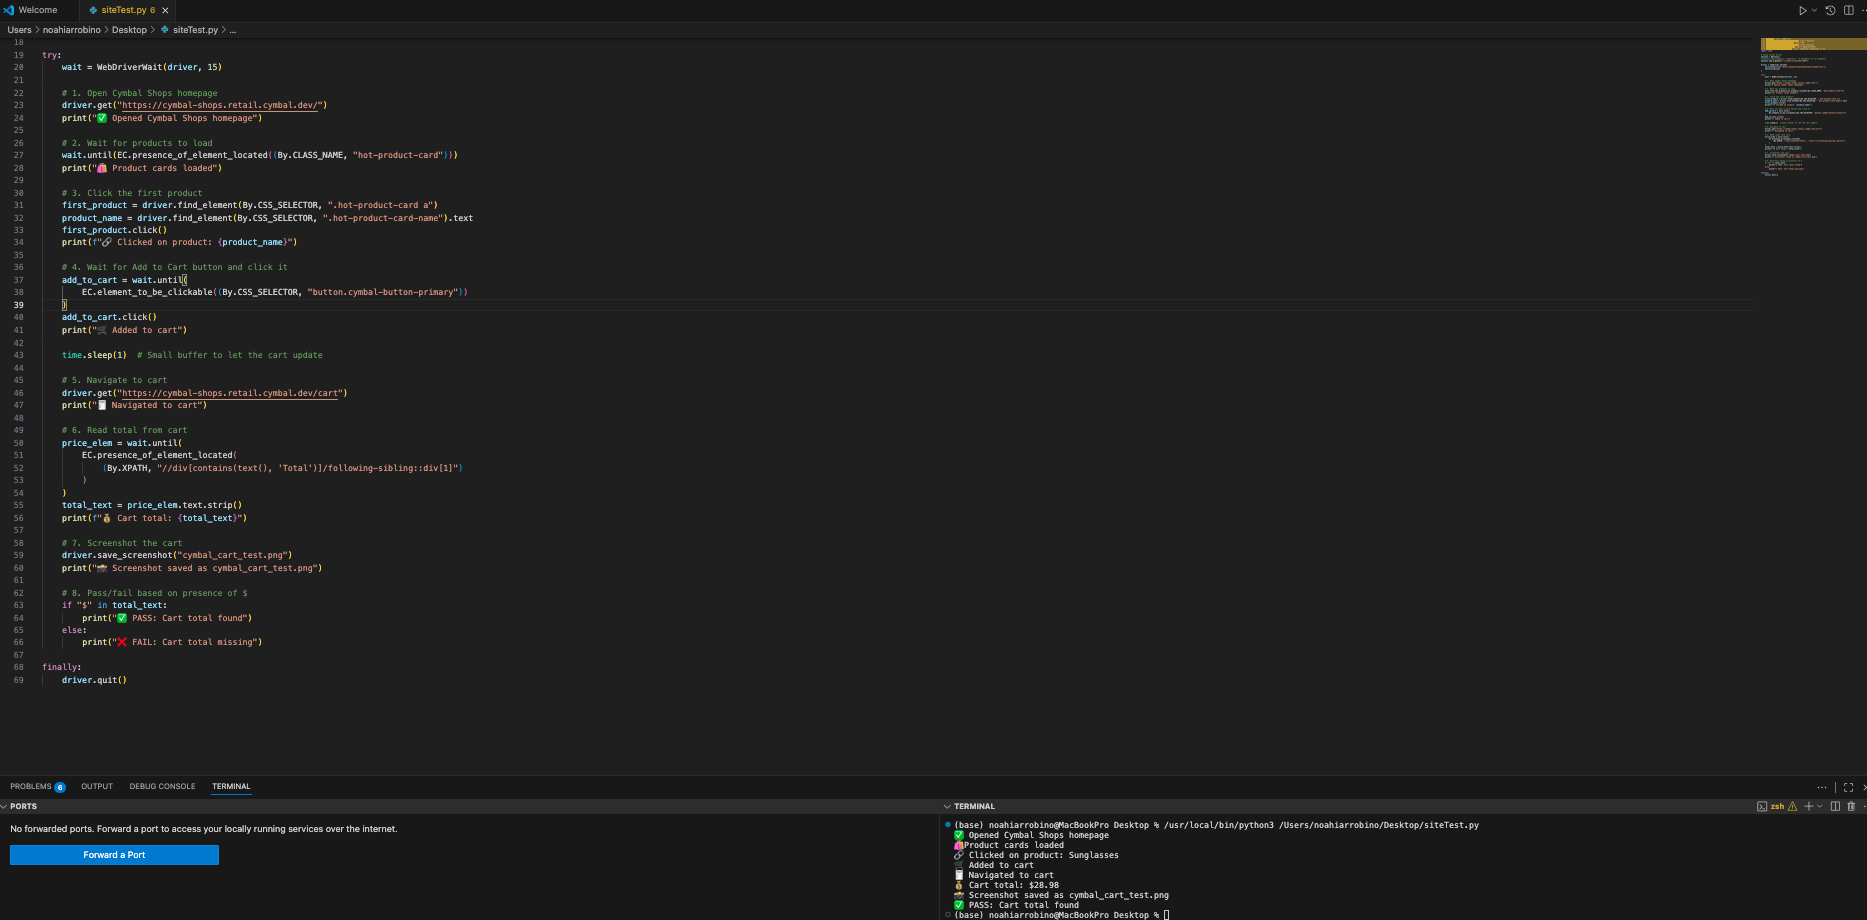 Welcome
siteTest.py 6
Users > noahiarrobino > Desktop > siteTest.py > ...
18
19 try:
20 wait = WebDriverWait(driver, 15)
21
22 # 1. Open Cymbal Shops homepage
23 driver.get("https://cymbal-shops.retail.cymbal.dev/")
24 print("✅ Opened Cymbal Shops homepage")
25
26 # 2. Wait for products to load
27 wait.until(EC.presence_of_element_located((By.CLASS_NAME, "hot-product-card")))
28 print("🛍️ Product cards loaded")
29
30 # 3. Click the first product
31 first_product = driver.find_element(By.CSS_SELECTOR, ".hot-product-card a")
32 product_name = driver.find_element(By.CSS_SELECTOR, ".hot-product-card-name").text
33 first_product.click()
34 print(f"🔗 Clicked on product: {product_name}")
35
36 # 4. Wait for Add to Cart button and click it
37 add_to_cart = wait.until(
38 EC.element_to_be_clickable((By.CSS_SELECTOR, "button.cymbal-button-primary"))
39 )
40 add_to_cart.click()
41 print("🛒 Added to cart")
42
43 time.sleep(1) # Small buffer to let the cart update
44
45 # 5. Navigate to cart
46 driver.get("https://cymbal-shops.retail.cymbal.dev/cart")
47 print("🧾 Navigated to cart")
48
49 # 6. Read total from cart
50 price_elem = wait.until(
51 EC.presence_of_element_located(
52 (By.XPATH, "//div[contains(text(), 'Total')]/following-sibling::div[1]")
53 )
54 )
55 total_text = price_elem.text.strip()
56 print(f"💰 Cart total: {total_text}")
57
58 # 7. Screenshot the cart
59 driver.save_screenshot("cymbal_cart_test.png")
60 print("📸 Screenshot saved as cymbal_cart_test.png")
61
62 # 8. Pass/fail based on presence of $
63 if "$" in total_text:
64 print("✅ PASS: Cart total found")
65 else:
66 print("❌ FAIL: Cart total missing")
67
68 finally:
69 driver.quit()
PROBLEMS 6 OUTPUT DEBUG CONSOLE TERMINAL
PORTS
No forwarded ports. Forward a port to access your locally running services over the internet.
Forward a Port
TERMINAL
zsh
(base) noahiarrobino@MacBookPro Desktop % /usr/local/bin/python3 /Users/noahiarrobino/Desktop/siteTest.py
✅ Opened Cymbal Shops homepage
🛍️Product cards loaded
🔗 Clicked on product: Sunglasses
🛒 Added to cart
🧾 Navigated to cart
💰 Cart total: $28.98
📸 Screenshot saved as cymbal_cart_test.png
✅ PASS: Cart total found
(base) noahiarrobino@MacBookPro Desktop %